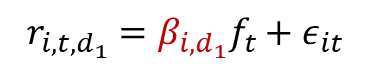 r_{i,t,d_1} = β_{i,d_1} f_t + ϵ_{it}